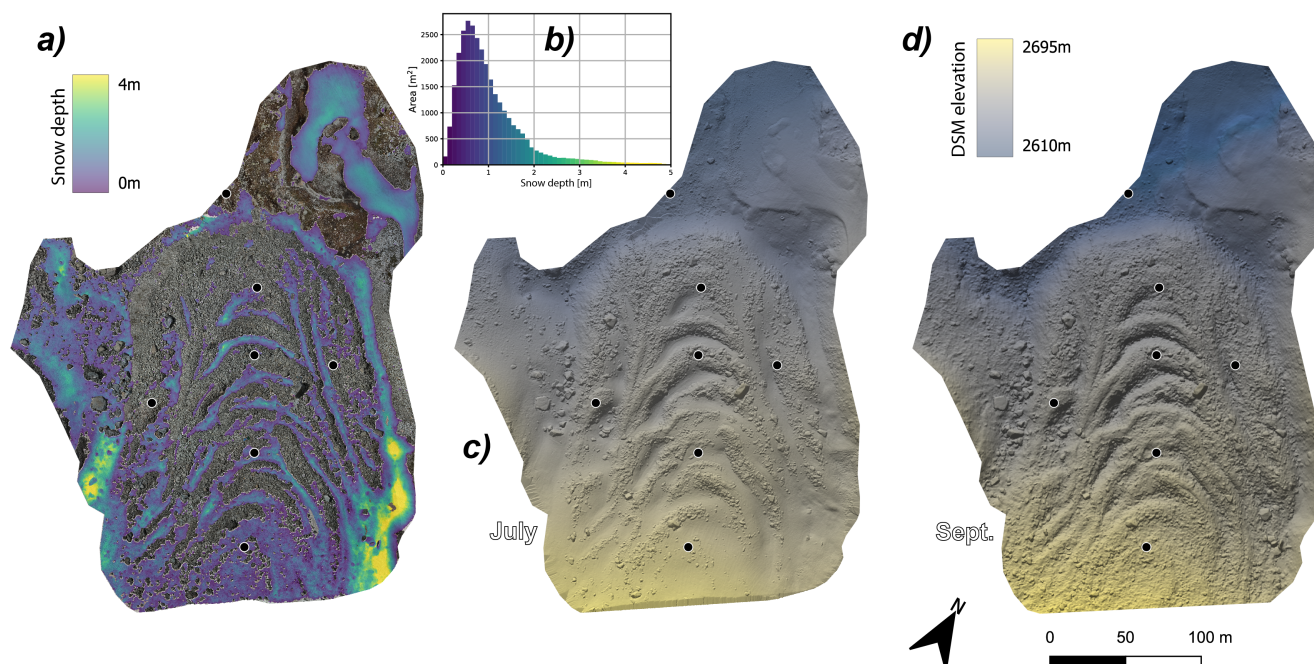 a)
Snow depth
4m
0m
b)
Area [m²]
2500
2000
1500
1000
500
0
0 1 2 3 4 5
Snow depth [m]
c)
July
d)
DSM elevation
2695m
2610m
Sept.
N
0 50 100 m